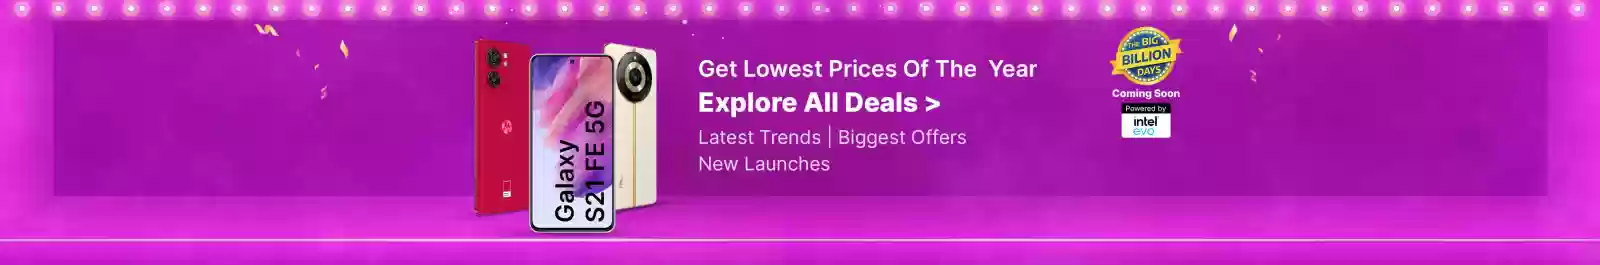 Galaxy
S21 FE 5G
Get Lowest Prices Of The Year
Explore All Deals >
Latest Trends | Biggest Offers
New Launches
THE BIG
BILLION
DAYS
Coming Soon
Powered by
intel
evo